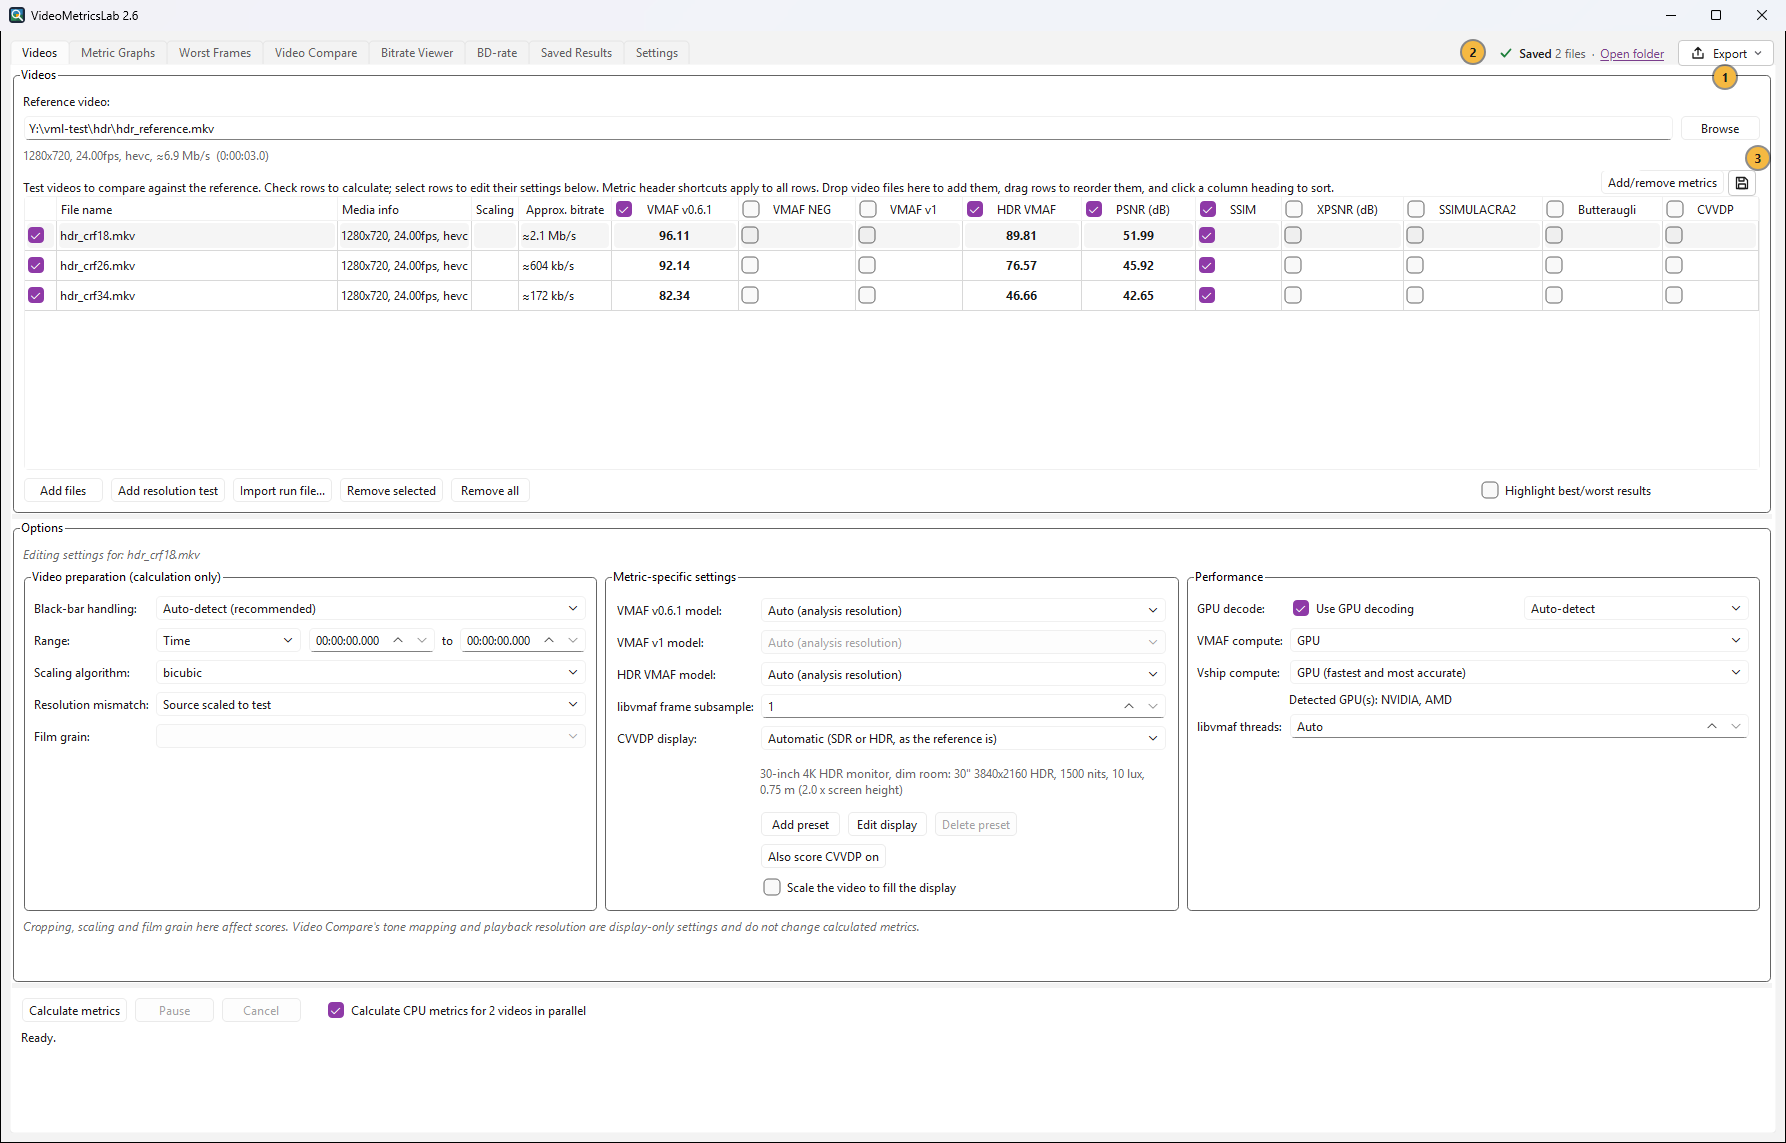 VideoMetricsLab 2.6
Videos Metric Graphs Worst Frames Video Compare Bitrate Viewer BD-rate Saved Results Settings 2 Saved 2 files · Open folder Export
1
Videos
Reference video:
Y:\vml-test\hdr\hdr_reference.mkv Browse
1280x720, 24.00fps, hevc, ≈6.9 Mb/s (0:00:03.0)
3
Test videos to compare against the reference. Check rows to calculate; select rows to edit their settings below. Metric header shortcuts apply to all rows. Drop video files here to add them, drag rows to reorder them, and click a column heading to sort. Add/remove metrics
File name Media info Scaling Approx. bitrate VMAF v0.6.1 VMAF NEG VMAF v1 HDR VMAF PSNR (dB) SSIM XPSNR (dB) SSIMULACRA2 Butteraugli CVVDP
hdr_crf18.mkv 1280x720, 24.00fps, hevc ≈2.1 Mb/s 96.11 89.81 51.99
hdr_crf26.mkv 1280x720, 24.00fps, hevc ≈604 kb/s 92.14 76.57 45.92
hdr_crf34.mkv 1280x720, 24.00fps, hevc ≈172 kb/s 82.34 46.66 42.65
Add files Add resolution test Import run file... Remove selected Remove all Highlight best/worst results
Options
Editing settings for: hdr_crf18.mkv
Video preparation (calculation only)
Black-bar handling: Auto-detect (recommended)
Range: Time 00:00:00.000 to 00:00:00.000
Scaling algorithm: bicubic
Resolution mismatch: Source scaled to test
Film grain:
Metric-specific settings
VMAF v0.6.1 model: Auto (analysis resolution)
VMAF v1 model: Auto (analysis resolution)
HDR VMAF model: Auto (analysis resolution)
libvmaf frame subsample: 1
CVVDP display: Automatic (SDR or HDR, as the reference is)
30-inch 4K HDR monitor, dim room: 30" 3840x2160 HDR, 1500 nits, 10 lux,
0.75 m (2.0 x screen height)
Add preset Edit display Delete preset
Also score CVVDP on
Scale the video to fill the display
Performance
GPU decode: Use GPU decoding Auto-detect
VMAF compute: GPU
Vship compute: GPU (fastest and most accurate)
Detected GPU(s): NVIDIA, AMD
libvmaf threads: Auto
Cropping, scaling and film grain here affect scores. Video Compare's tone mapping and playback resolution are display-only settings and do not change calculated metrics.
Calculate metrics Pause Cancel Calculate CPU metrics for 2 videos in parallel
Ready.